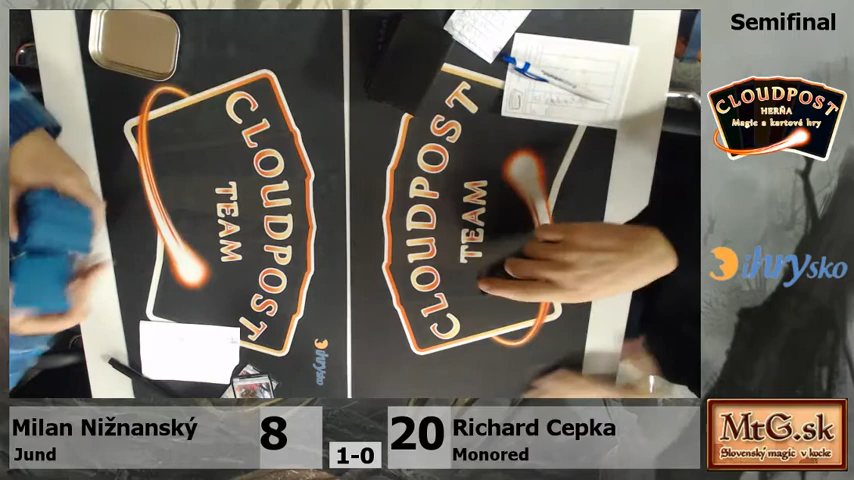 Semifinal
CLOUDPOST
HERŇA
Magic a kartové hry
CLOUDPOST
TEAM
CLOUDPOST
TEAM
ihrysko
ihrysko
Milan Nižnanský
Jund
8
1-0
20
Richard Cepka
Monored
MtG.sk
Slovenský magic v kocke